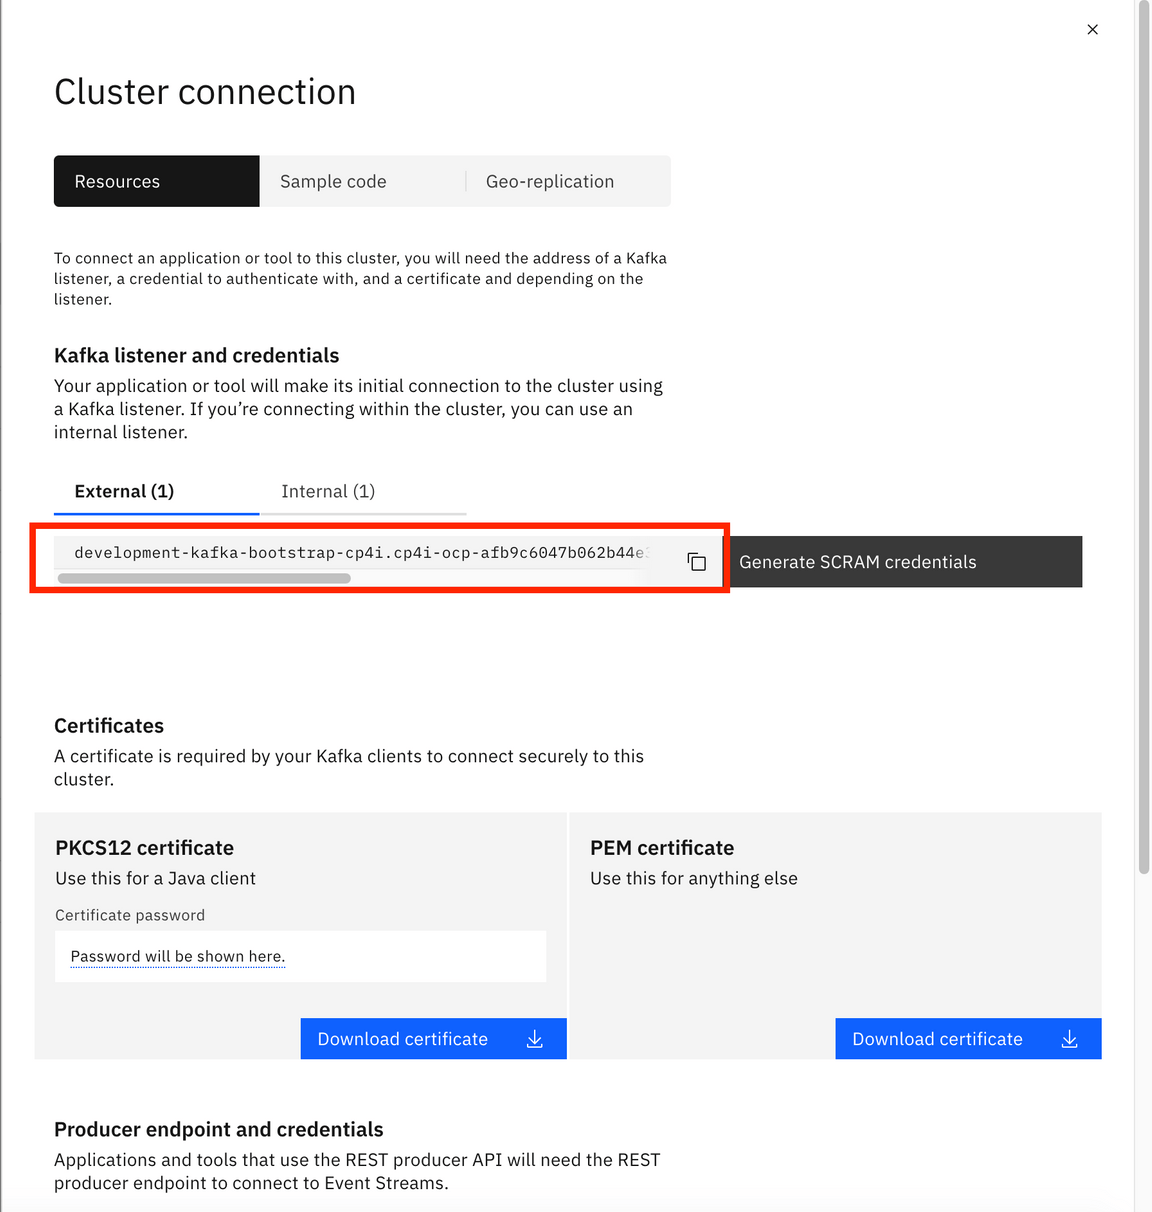 Cluster connection
Resources
Sample code
Geo-replication
To connect an application or tool to this cluster, you will need the address of a Kafka
listener, a credential to authenticate with, and a certificate and depending on the
listener.
Kafka listener and credentials
Your application or tool will make its initial connection to the cluster using
a Kafka listener. If you’re connecting within the cluster, you can use an
internal listener.
External (1)
Internal (1)
development-kafka-bootstrap-cp4i.cp4i-ocp-afb9c6047b062b44e
Generate SCRAM credentials
Certificates
A certificate is required by your Kafka clients to connect securely to this
cluster.
PKCS12 certificate
Use this for a Java client
Certificate password
Password will be shown here.
Download certificate
PEM certificate
Use this for anything else
Download certificate
Producer endpoint and credentials
Applications and tools that use the REST producer API will need the REST
producer endpoint to connect to Event Streams.